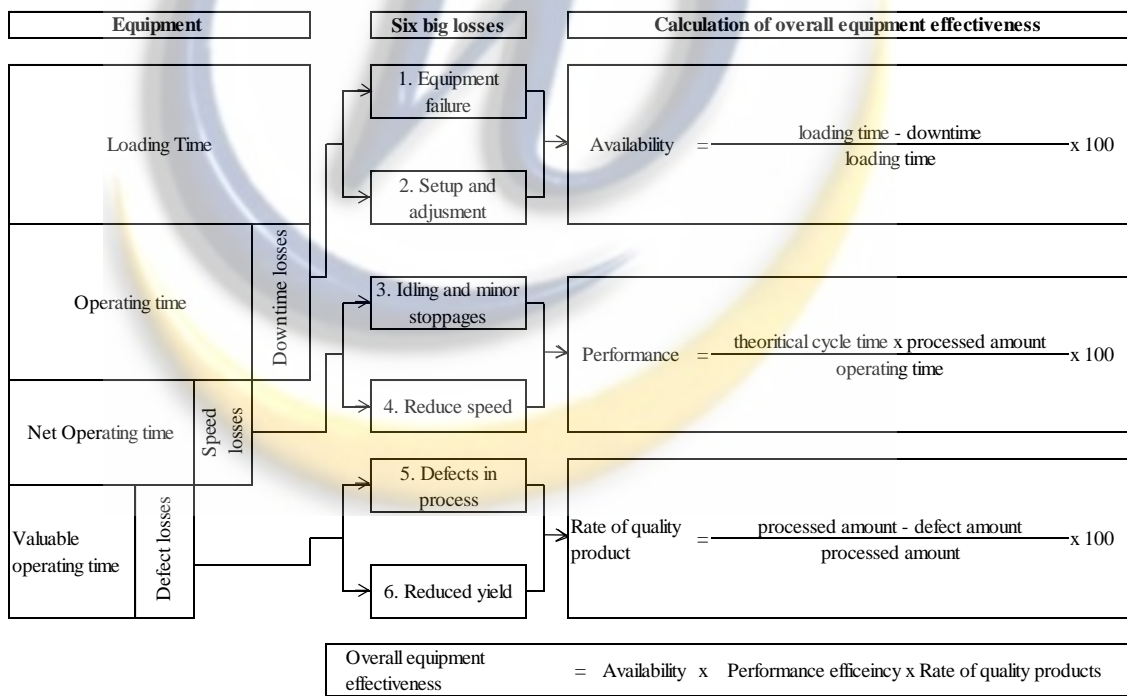 Equipment
Six big losses
Calculation of overall equipment effectiveness
Loading Time
1. Equipment
failure
2. Setup and
adjusment
Availability
=
loading time - downtime
loading time
x 100
Operating time
Downtime losses
3. Idling and minor
stoppages
4. Reduce speed
Performance
=
theoritical cycle time x processed amount
operating time
x 100
Net Operating time
Speed
losses
5. Defects in
process
6. Reduced yield
Rate of quality
product
=
processed amount - defect amount
processed amount
x 100
Valuable
operating time
Defect losses
Overall equipment
effectiveness
= Availability x Performance efficeincy x Rate of quality products